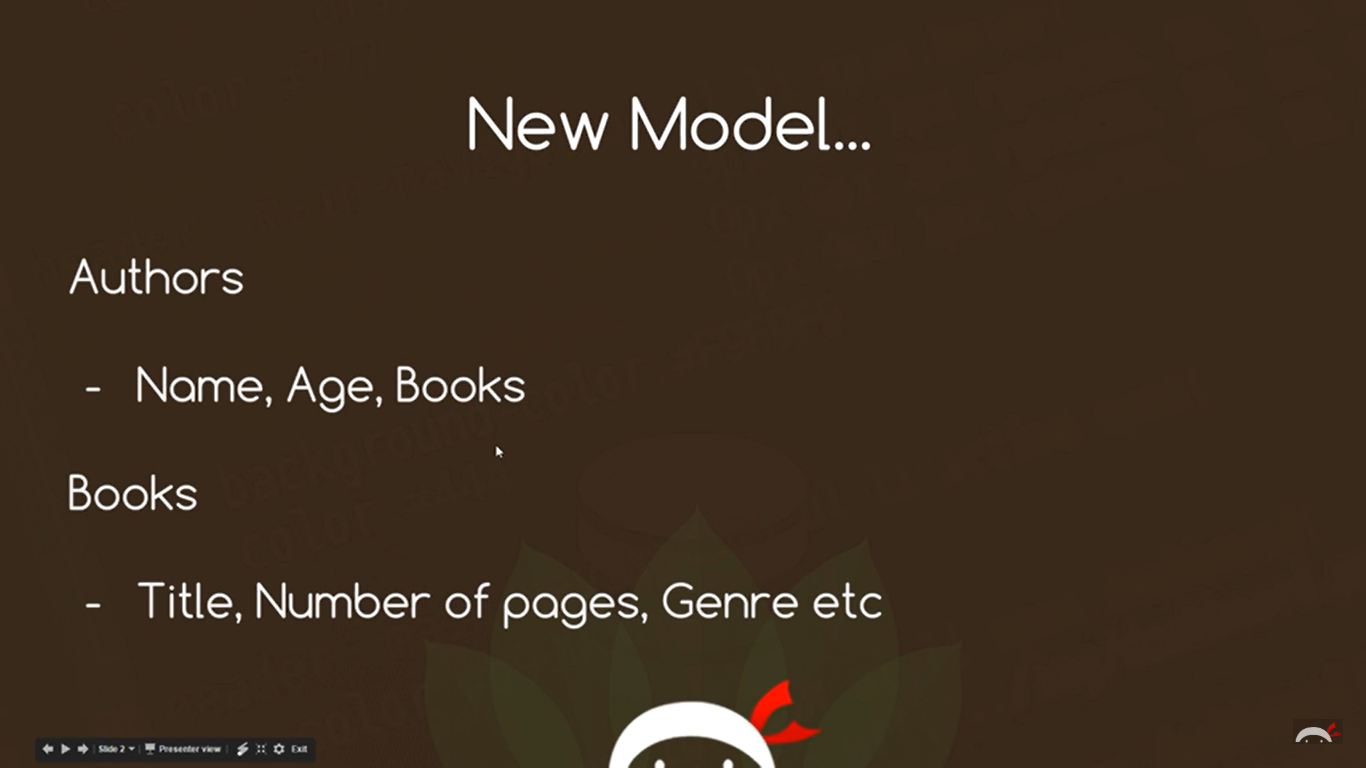 New Model...
Authors
- Name, Age, Books
Books
- Title, Number of pages, Genre etc
Slide 2 Presenter view Exit